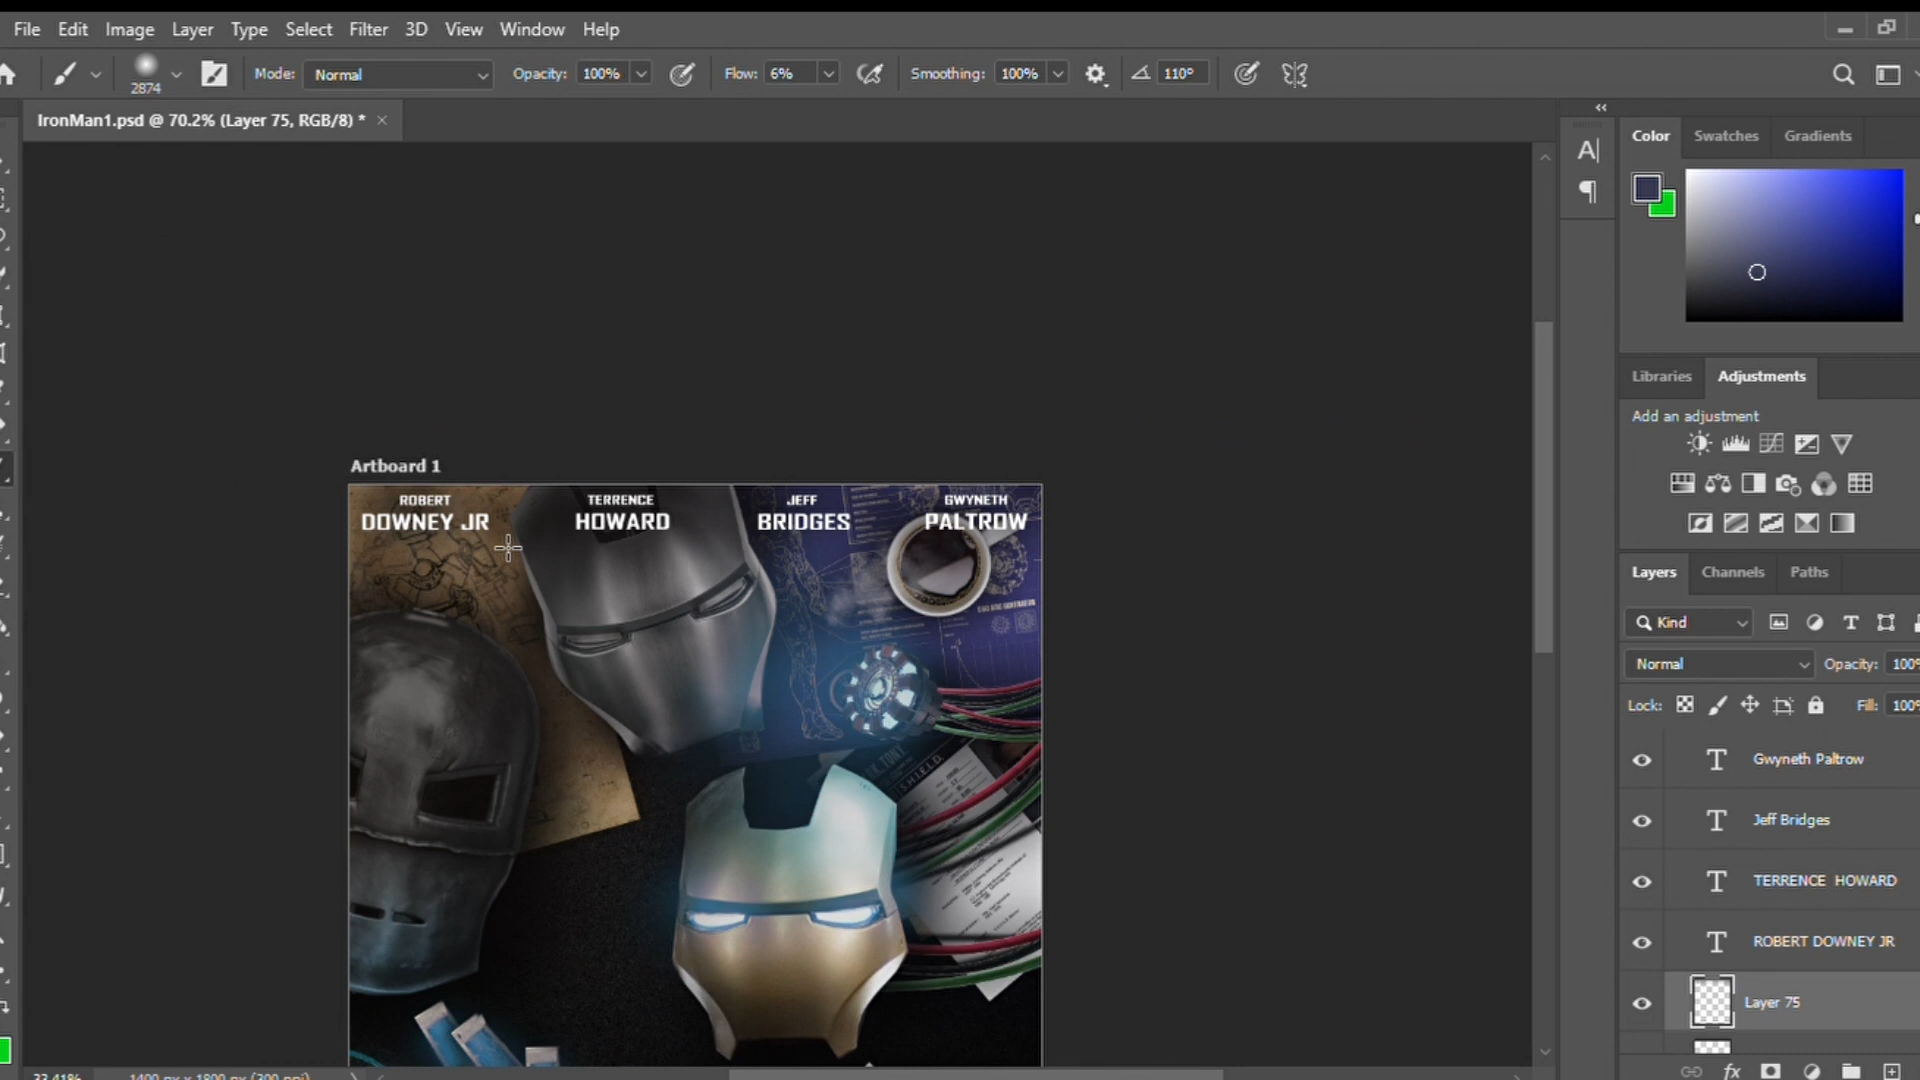 File Edit Image Layer Type Select Filter 3D View Window Help
2874 Mode: Normal Opacity: 100% Flow: 6% Smoothing: 100% 110°
IronMan1.psd @ 70.2% (Layer 75, RGB/8) * ×
Color Swatches Gradients
Libraries Adjustments
Add an adjustment
Artboard 1
ROBERT
DOWNEY JR
TERRENCE
HOWARD
JEFF
BRIDGES
GWYNETH
PALTROW
S.H.I.E.L.D.
Layers Channels Paths
Kind
Normal Opacity: 100%
Lock: Fill: 100%
Gwyneth Paltrow
Jeff Bridges
TERRENCE HOWARD
ROBERT DOWNEY JR
Layer 75
fx
33.41% 1400 px x 1800 px (300 ppi)